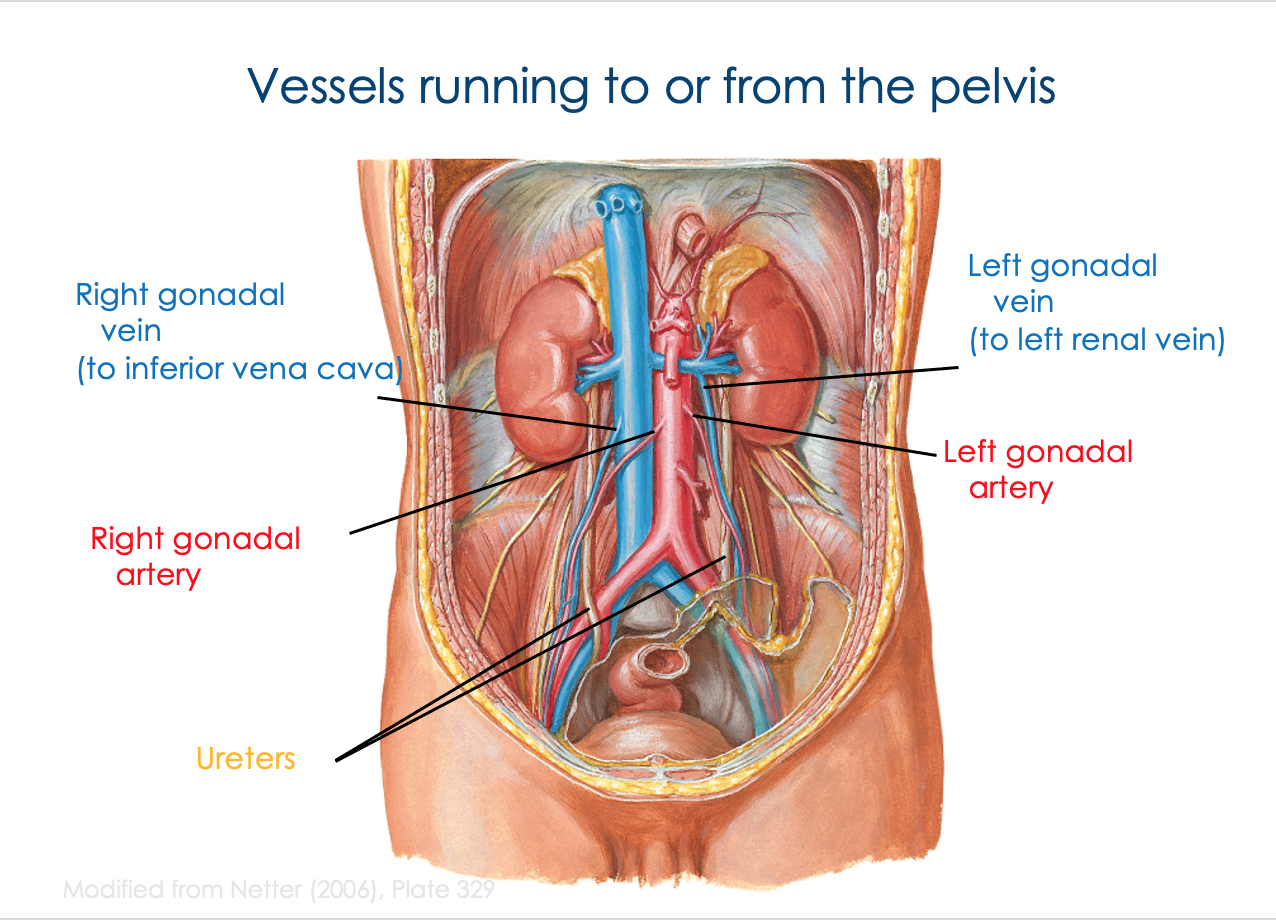 Vessels running to or from the pelvis
Right gonadal
vein
(to inferior vena cava)
Left gonadal
vein
(to left renal vein)
Left gonadal
artery
Right gonadal
artery
Ureters
Modified from Netter (2006), Plate 329